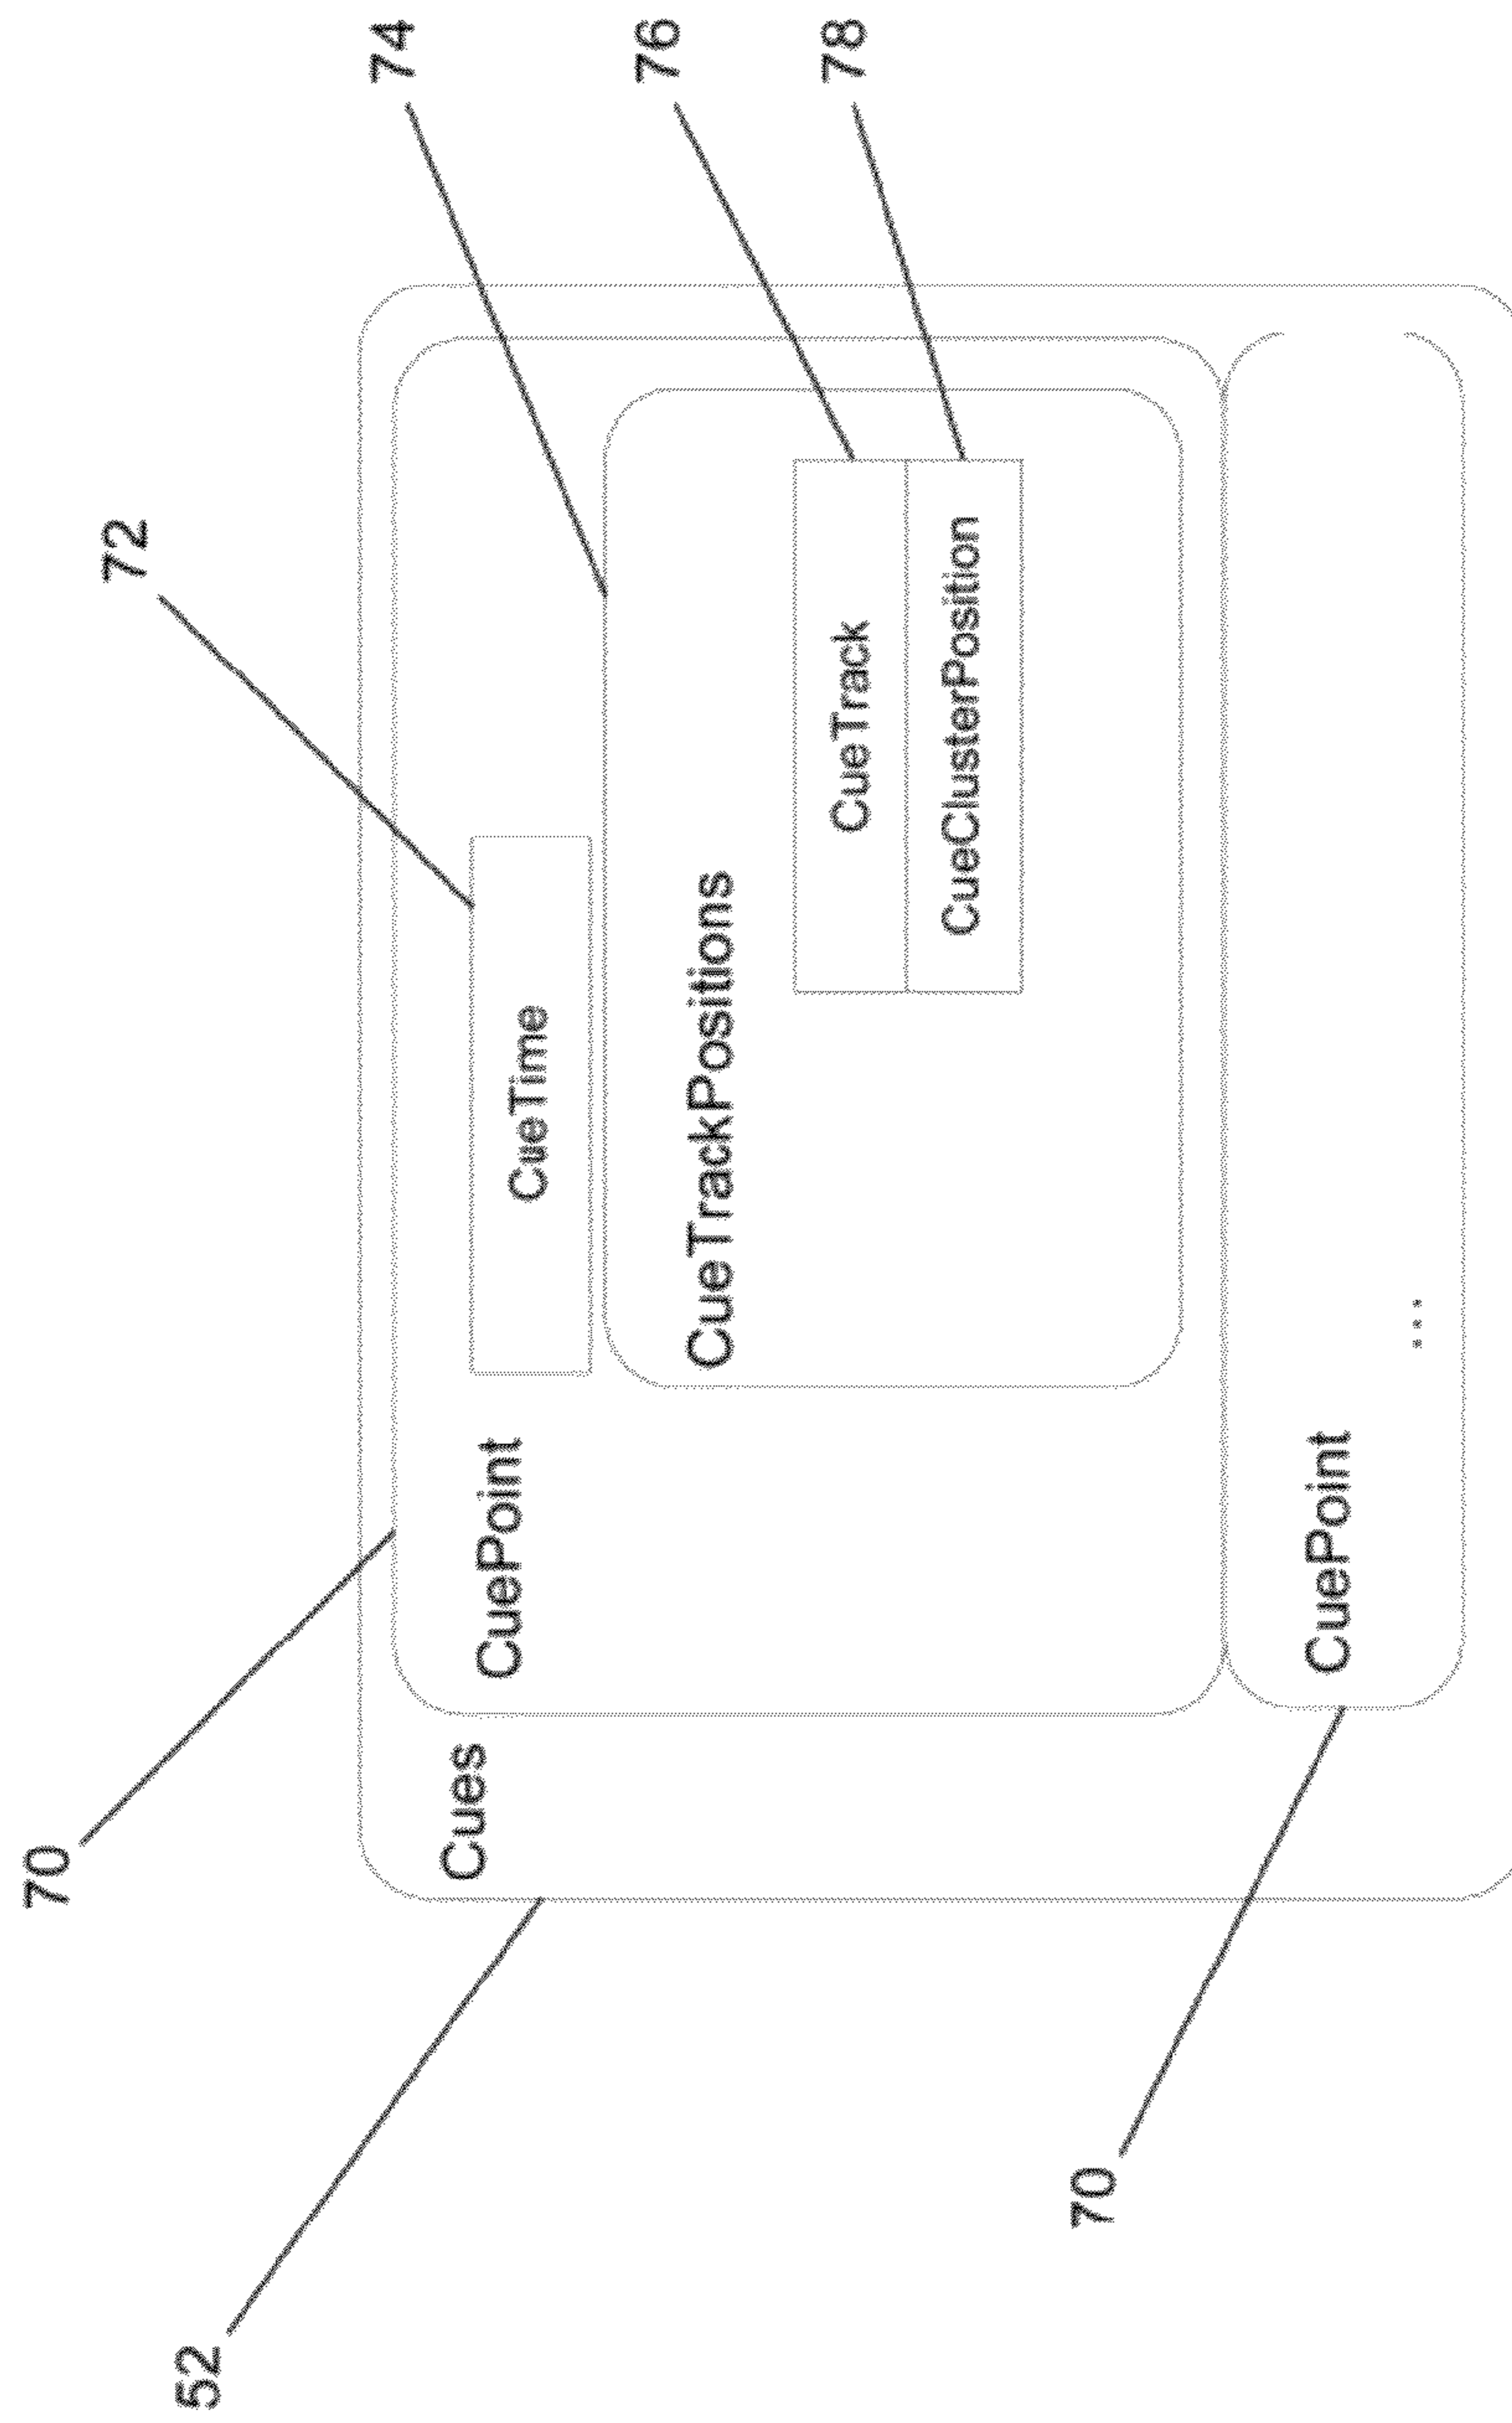 52
70
72
74
76
78
70
Cues
CuePoint
CueTime
CueTrackPositions
CueTrack
CueClusterPosition
CuePoint
...